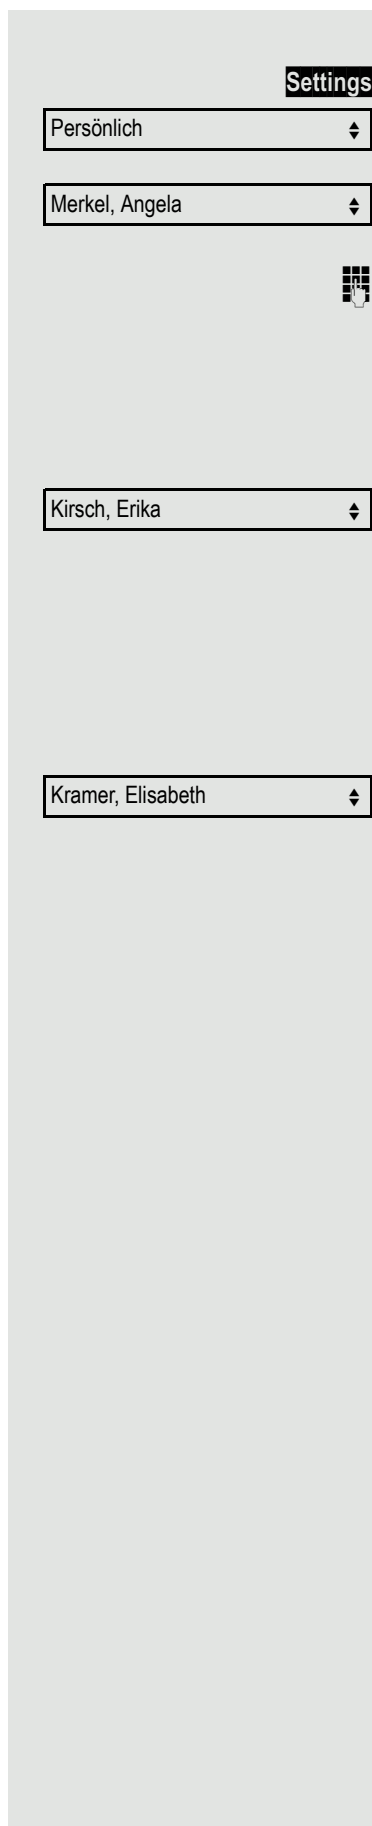 Settings
Persönlich
Merkel, Angela
Kirsch, Erika
Kramer, Elisabeth